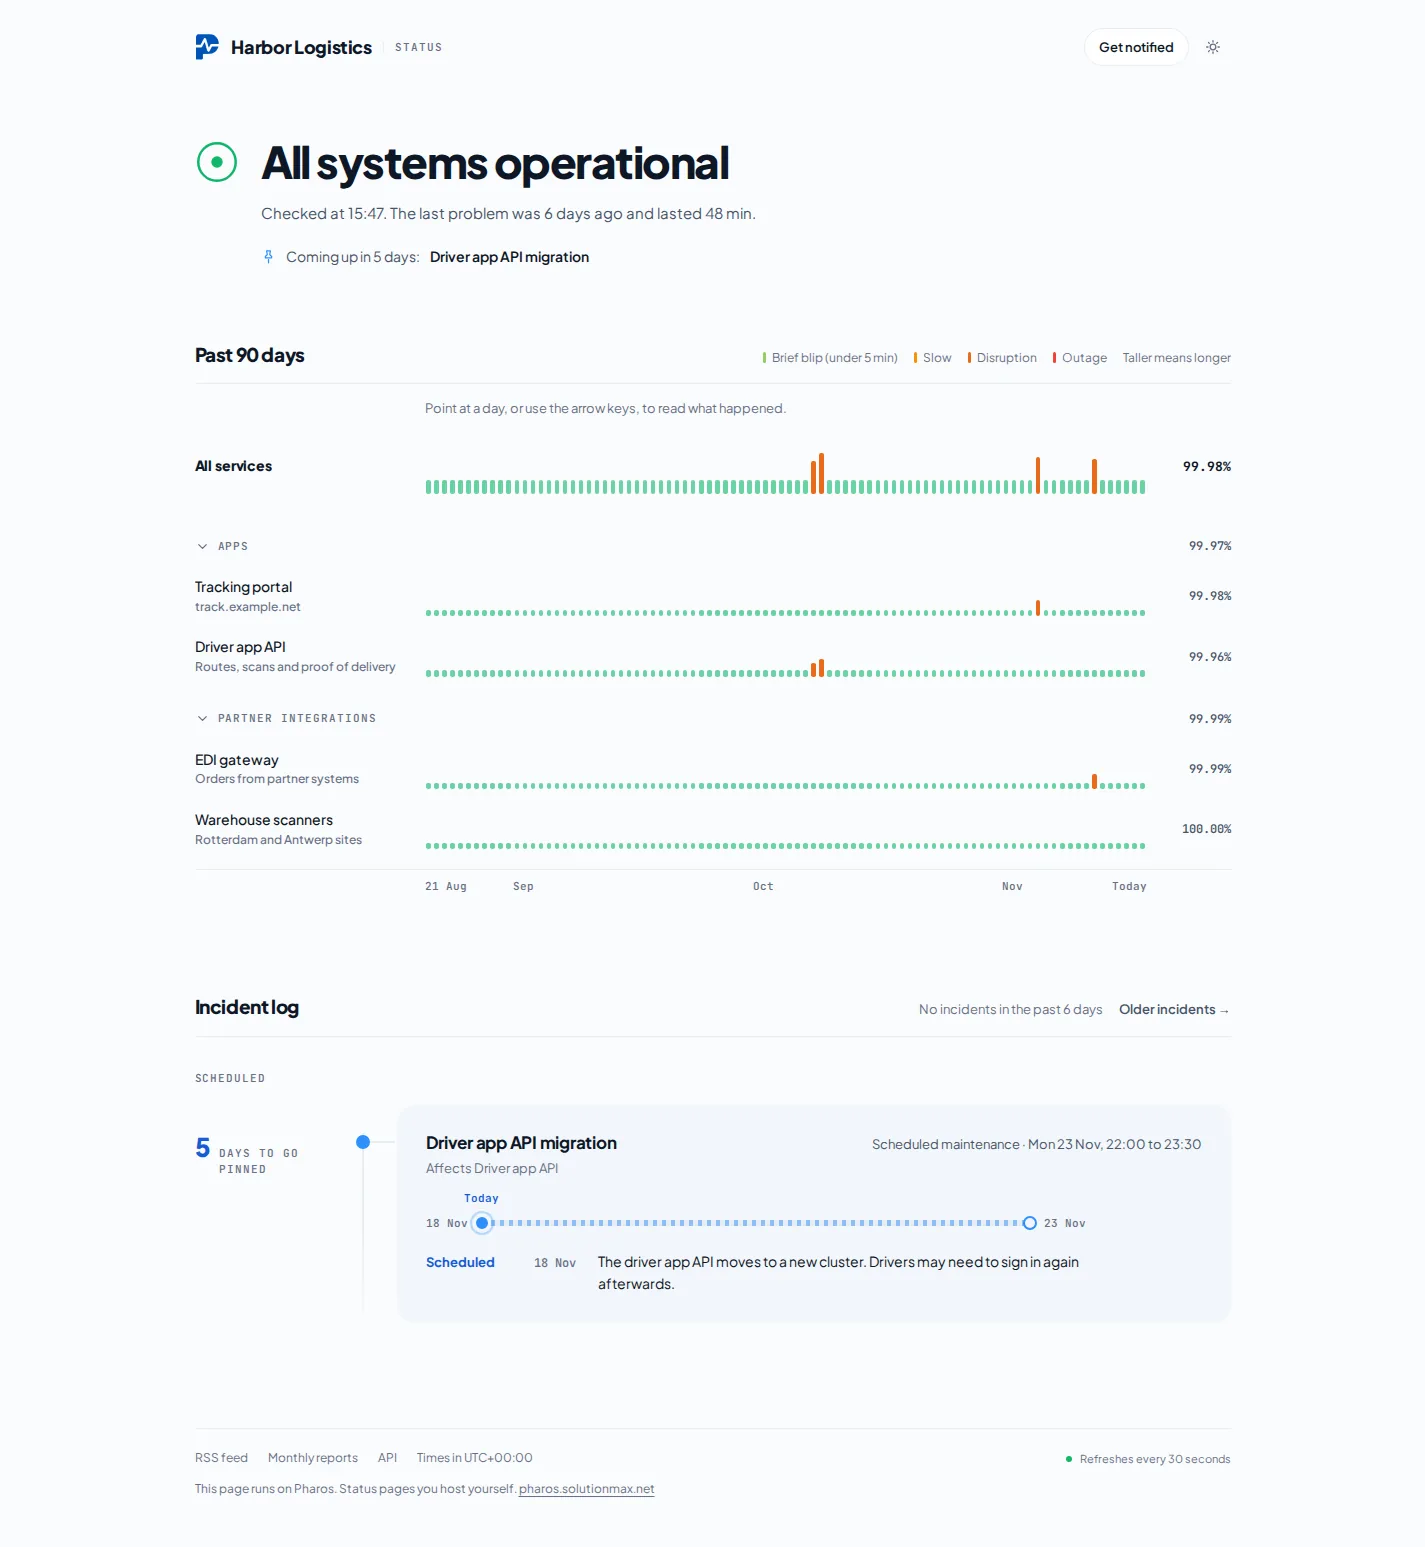 Harbor Logistics
STATUS
Get notified
All systems operational
Checked at 15:47. The last problem was 6 days ago and lasted 48 min.
Coming up in 5 days: Driver app API migration
Past 90 days
Brief blip (under 5 min)
Slow
Disruption
Outage
Taller means longer
Point at a day, or use the arrow keys, to read what happened.
All services
99.98%
APPS
99.97%
Tracking portal
track.example.net
99.98%
Driver app API
Routes, scans and proof of delivery
99.96%
PARTNER INTEGRATIONS
99.99%
EDI gateway
Orders from partner systems
99.99%
Warehouse scanners
Rotterdam and Antwerp sites
100.00%
21 Aug
Sep
Oct
Nov
Today
Incident log
No incidents in the past 6 days
Older incidents →
SCHEDULED
5 DAYS TO GO
PINNED
Driver app API migration
Scheduled maintenance · Mon 23 Nov, 22:00 to 23:30
Affects Driver app API
Today
18 Nov
23 Nov
Scheduled
18 Nov
The driver app API moves to a new cluster. Drivers may need to sign in again
afterwards.
RSS feed
Monthly reports
API
Times in UTC+00:00
Refreshes every 30 seconds
This page runs on Pharos. Status pages you host yourself. pharos.solutionmax.net